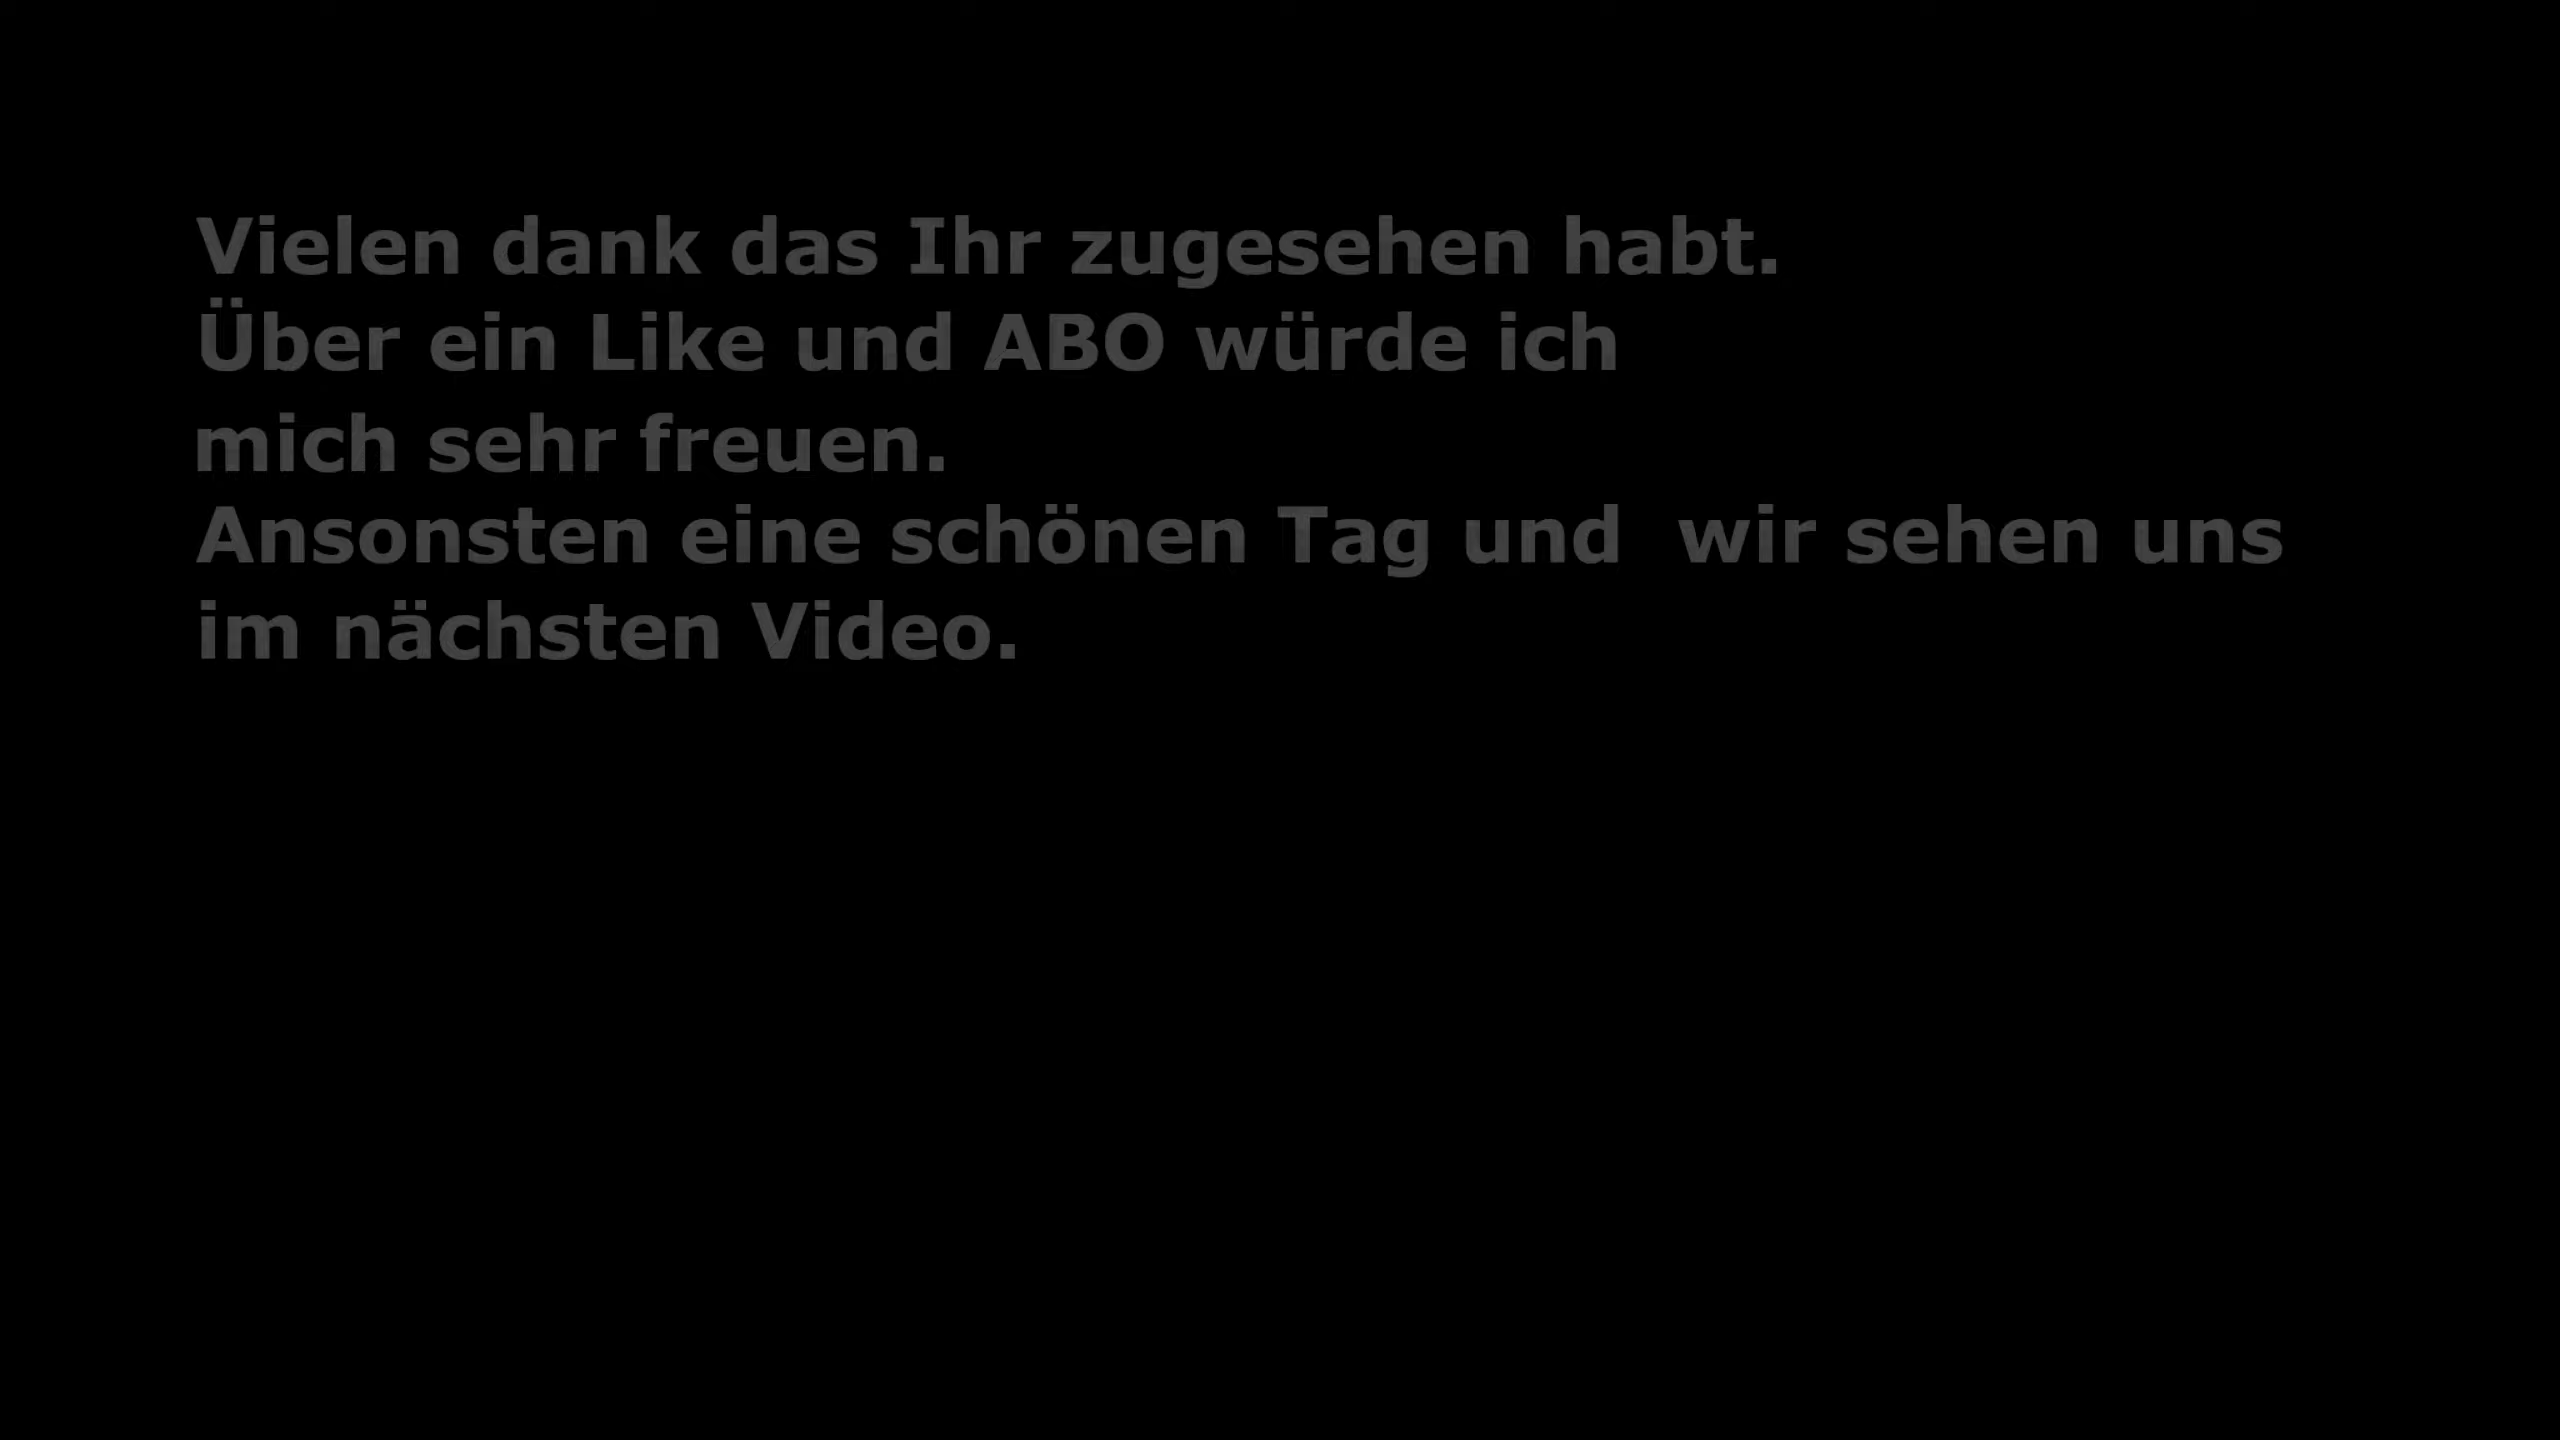 Vielen dank das Ihr zugesehen habt.
Über ein Like und ABO würde ich
mich sehr freuen.
Ansonsten eine schönen Tag und  wir sehen uns
im nächsten Video.